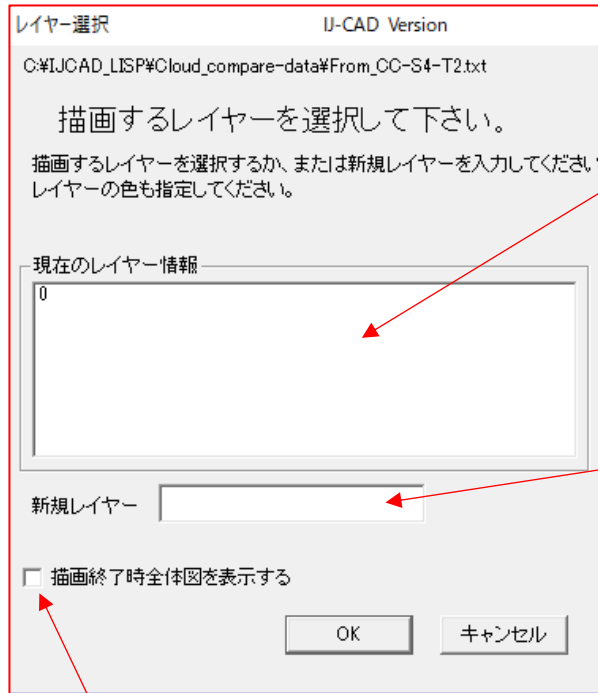 レイヤー選択 IJ-CAD Version
C:¥IJCAD_LISP¥Cloud_compare-data¥From_CC-S4-T2.txt
描画するレイヤーを選択して下さい。
描画するレイヤーを選択するか、または新規レイヤーを入力してください
レイヤーの色も指定してください。
現在のレイヤー情報
0
新規レイヤー
描画終了時全体図を表示する
OK キャンセル